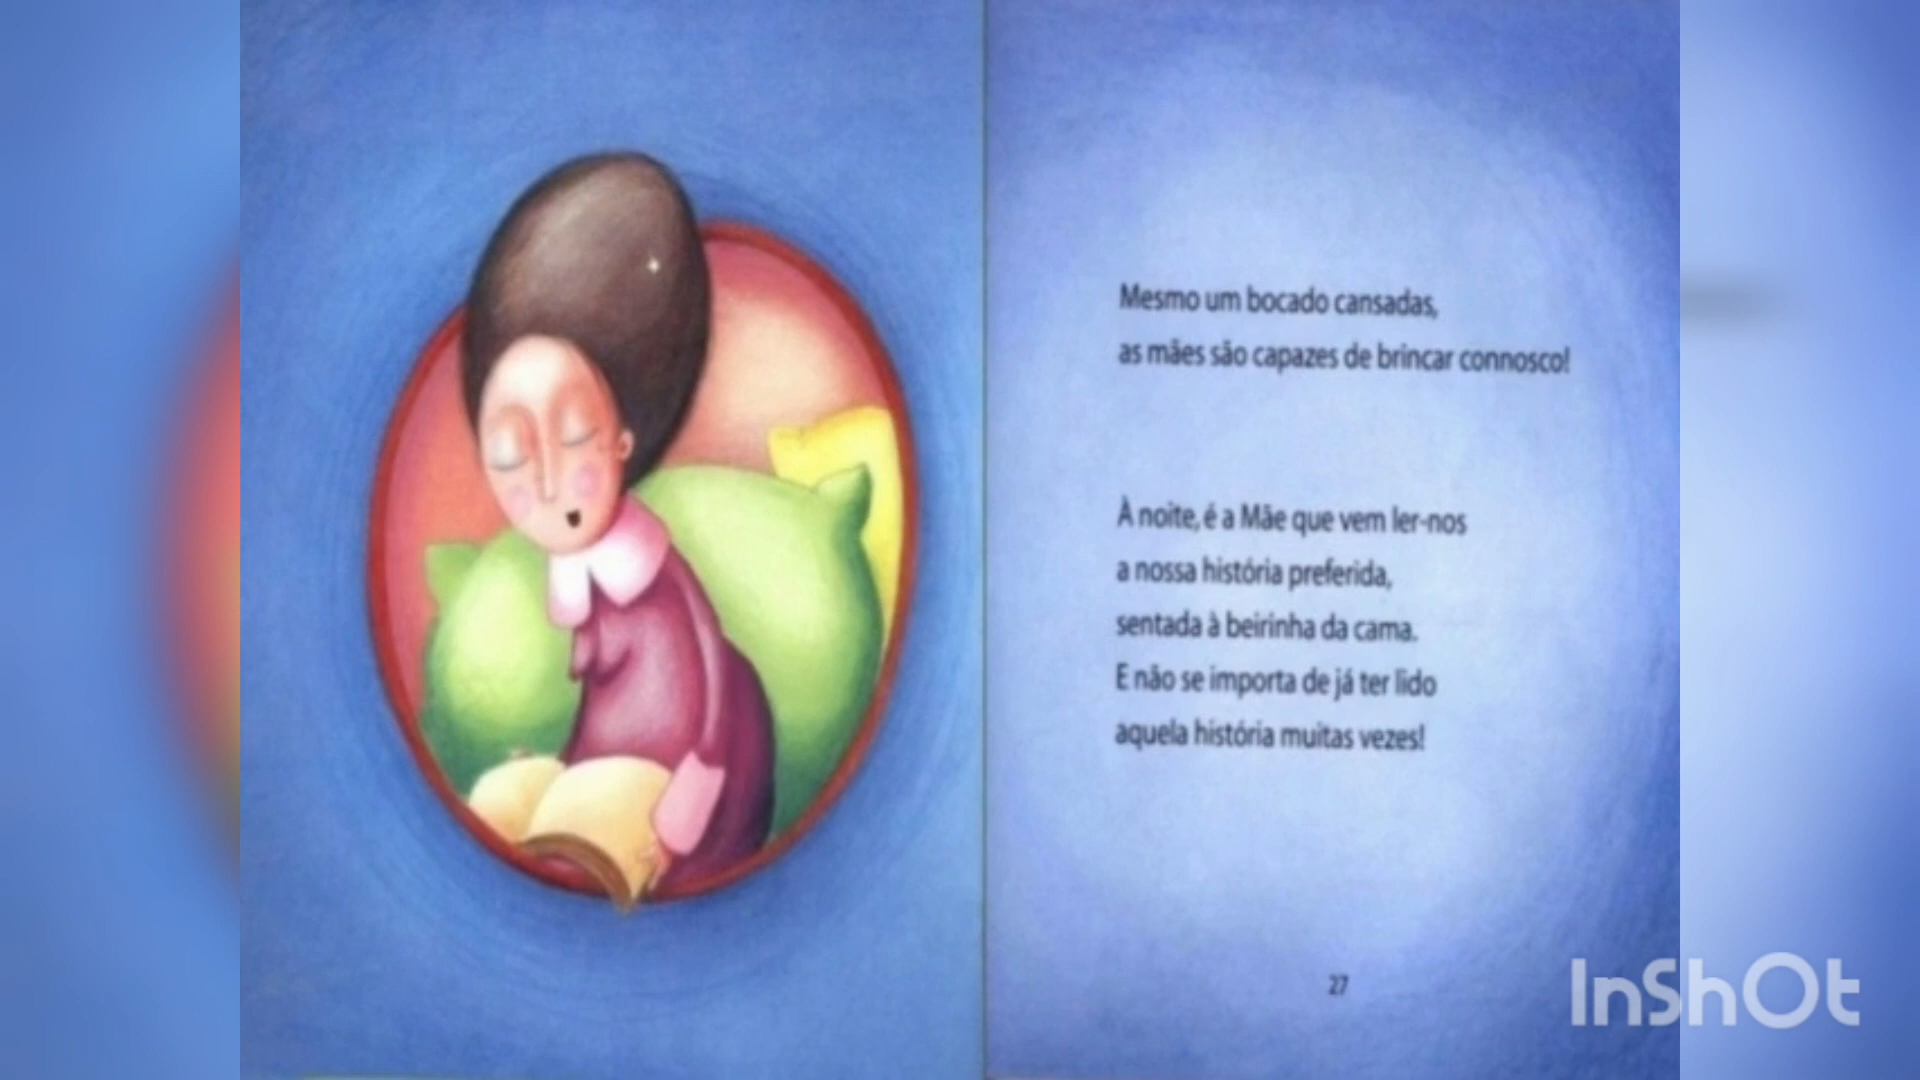 Mesmo um bocado cansadas,
as mães são capazes de brincar connosco!
À noite, é a Mãe que vem ler-nos
a nossa história preferida,
sentada à beirinha da cama.
E não se importa de já ter lido
aquela história muitas vezes!
27
InShOt